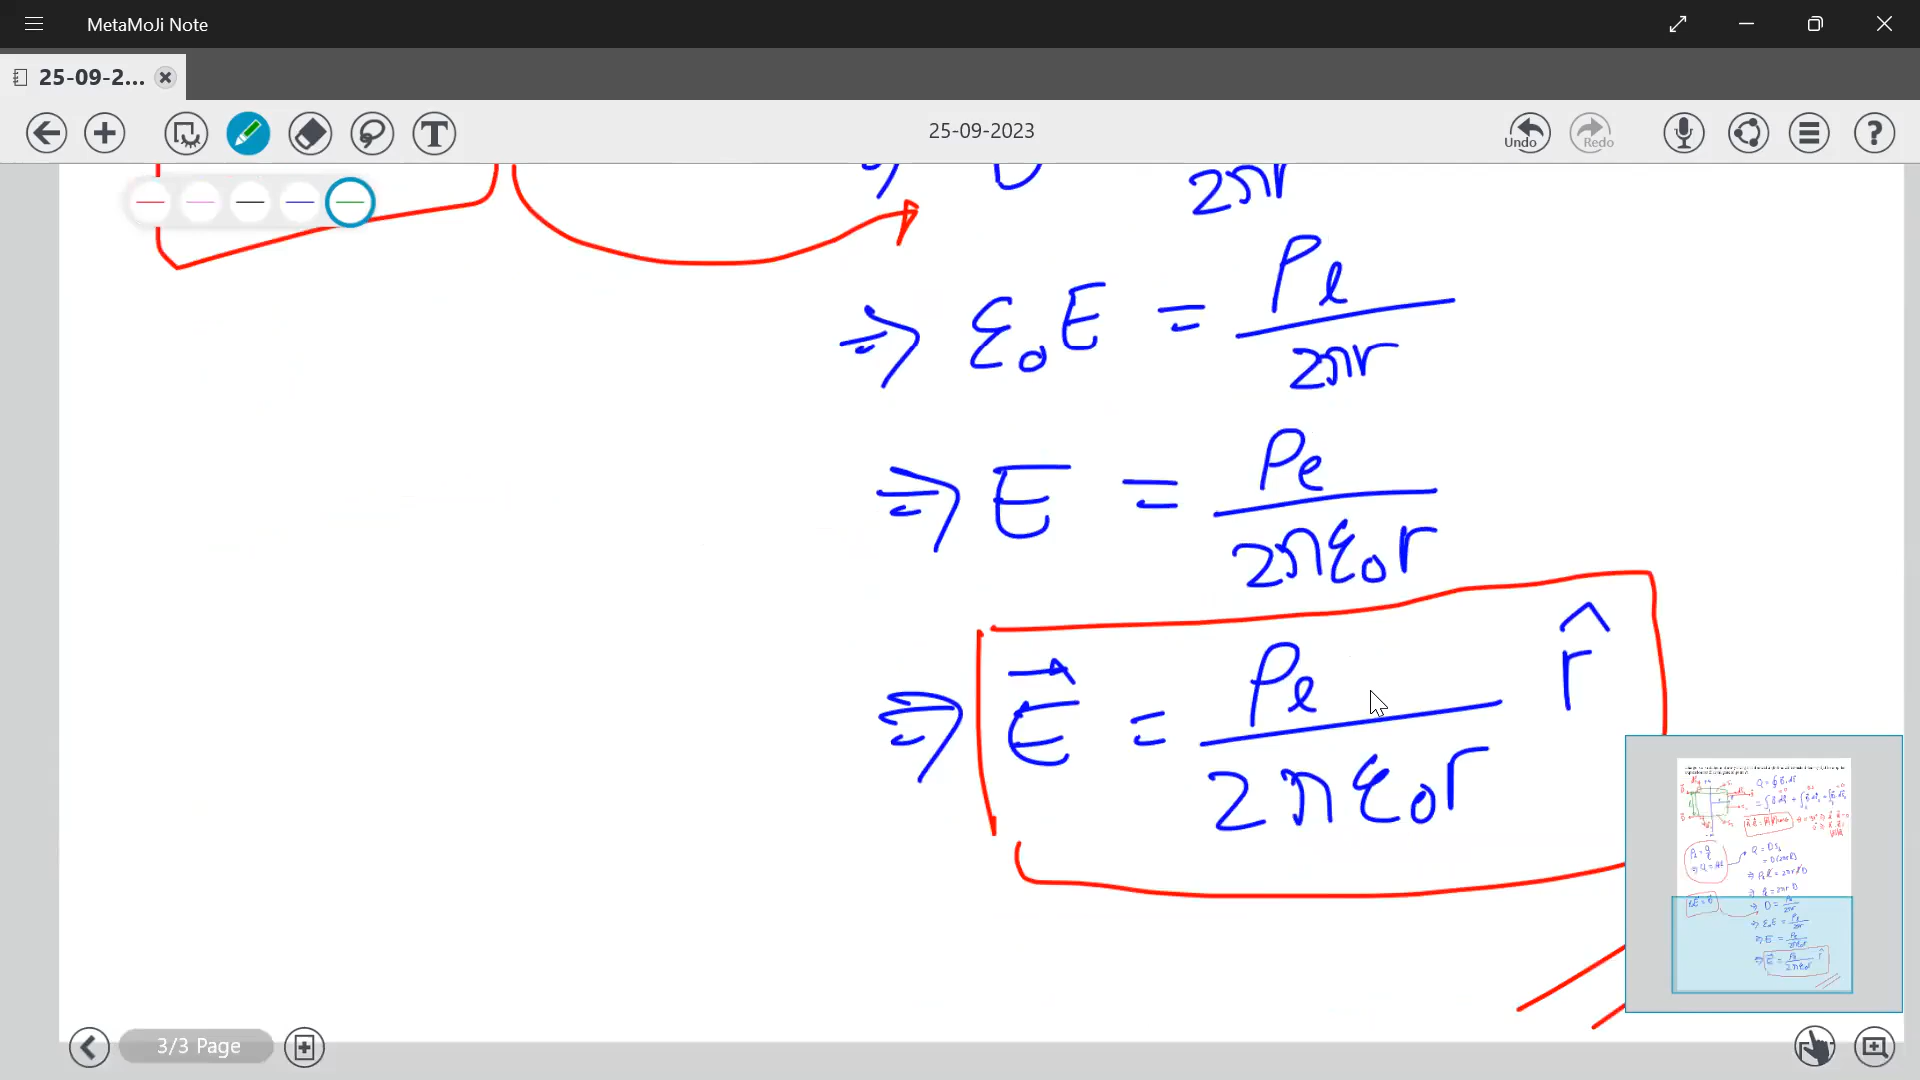 MetaMoJi Note
25-09-2...
25-09-2023
Undo
Redo
D 2πr
⇒ ε₀E = ρₗ / 2πr
⇒ E = ρₗ / 2πε₀r
⇒ E⃗ = ρₗ / 2πε₀r r̂
3/3 Page